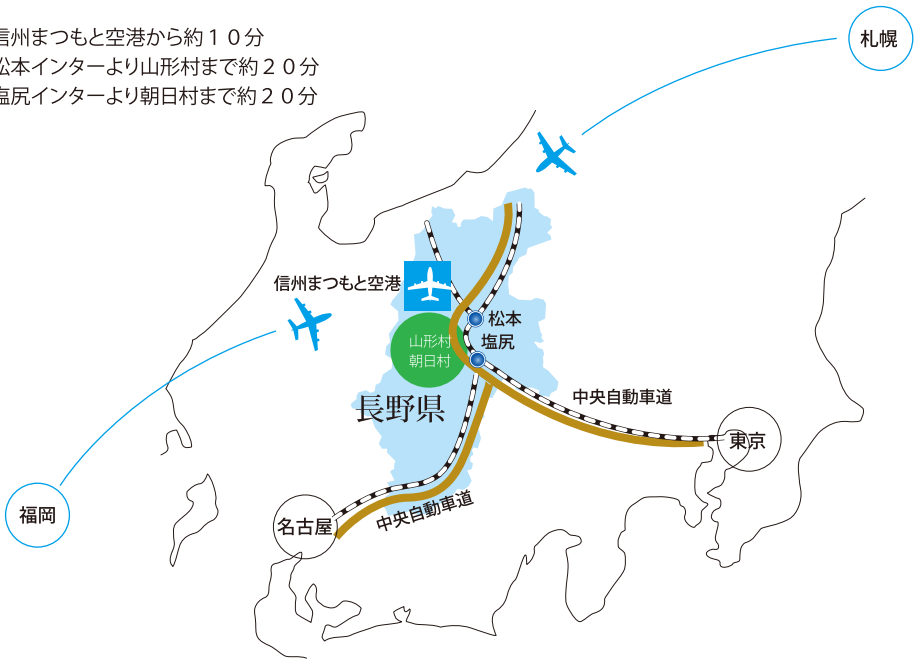 信州まつもと空港から約１０分
松本インターより山形村まで約２０分
塩尻インターより朝日村まで約２０分
札幌
信州まつもと空港
松本
塩尻
山形村
朝日村
長野県
中央自動車道
東京
中央自動車道
名古屋
福岡